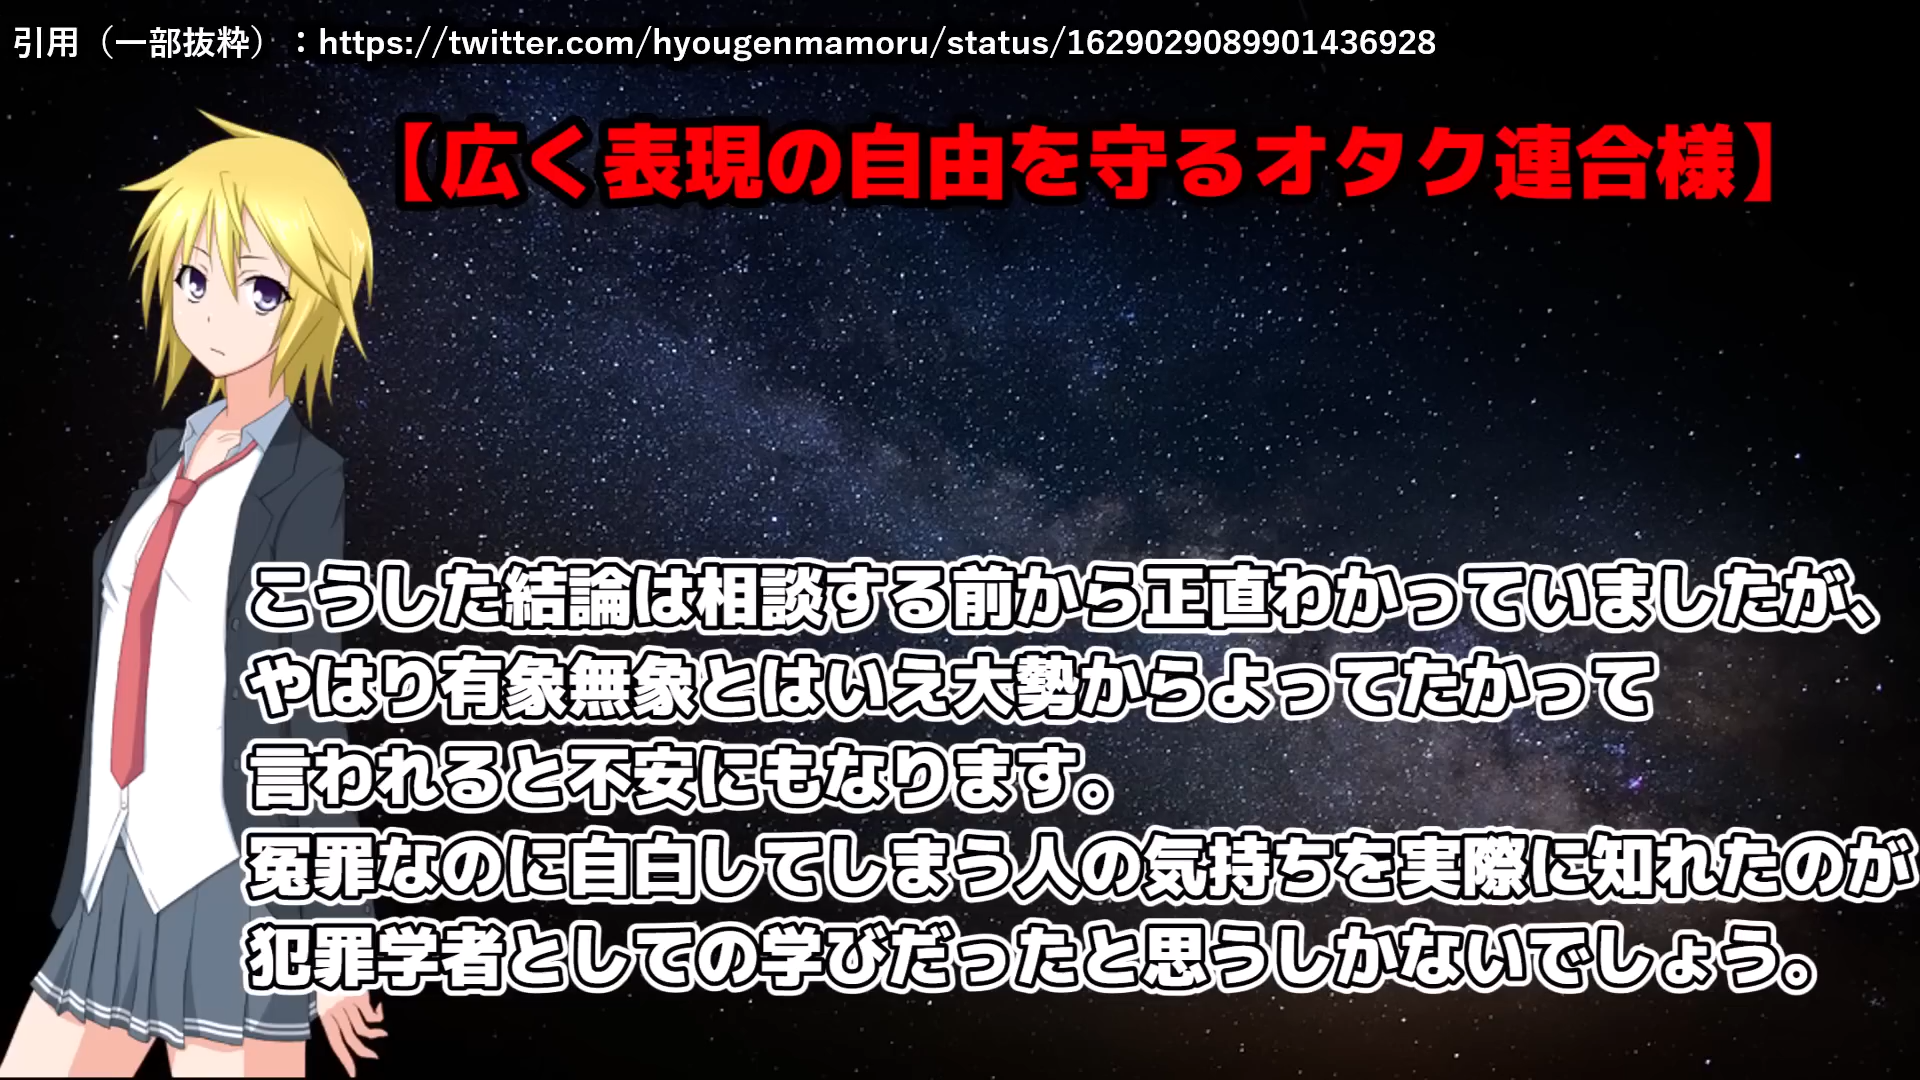 引用（一部抜粋）：https://twitter.com/hyougenmamoru/status/1629029089901436928
【広く表現の自由を守るオタク連合様】
こうした結論は相談する前から正直わかっていましたが、
やはり有象無象とはいえ大勢からよってたかって
言われると不安にもなります。
冤罪なのに自白してしまう人の気持ちを実際に知れたのが
犯罪学者としての学びだったと思うしかないでしょう。